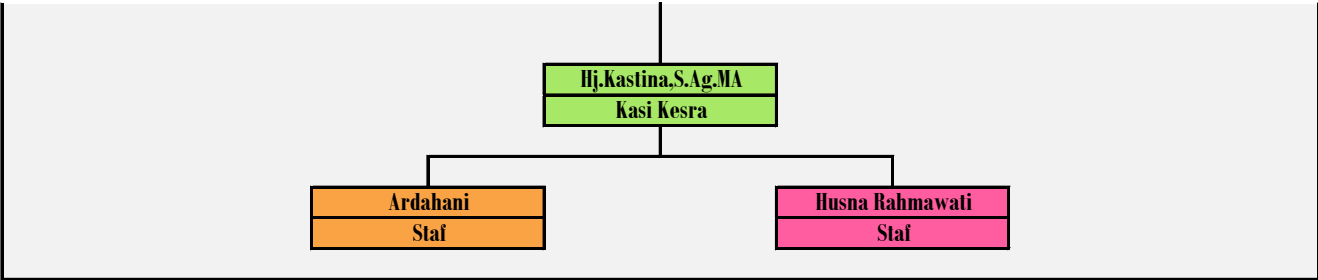 Hj.Kastina,S.Ag.MA
Kasi Kesra
Ardahani
Staf
Husna Rahmawati
Staf